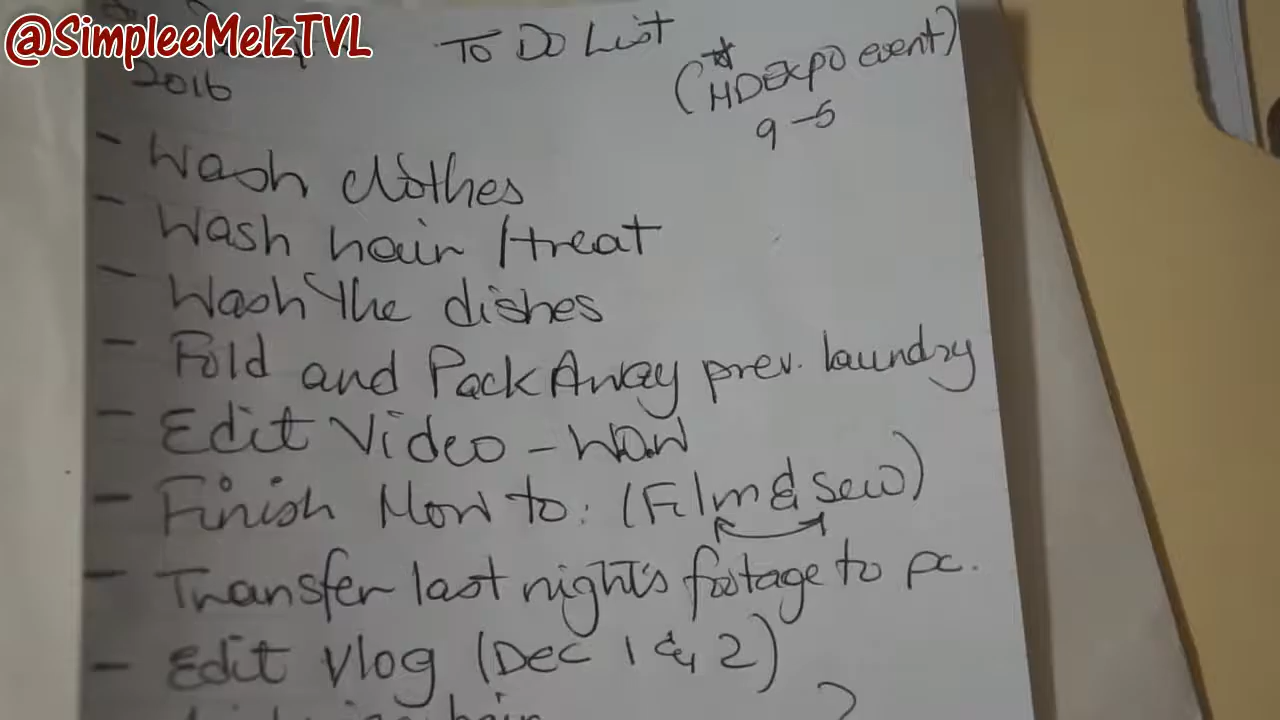 @SimpleeMelzTVL
To Do List
2016
(HDExpo event)
9-5
- Wash clothes
- Wash hair / treat
- Wash the dishes
- Fold and Pack Away prev. laundry
- Edit Video - WOW
- Finish How to: (Film & Sew)
- Transfer last night's footage to pc.
- Edit Vlog (Dec 1 & 2)
hair